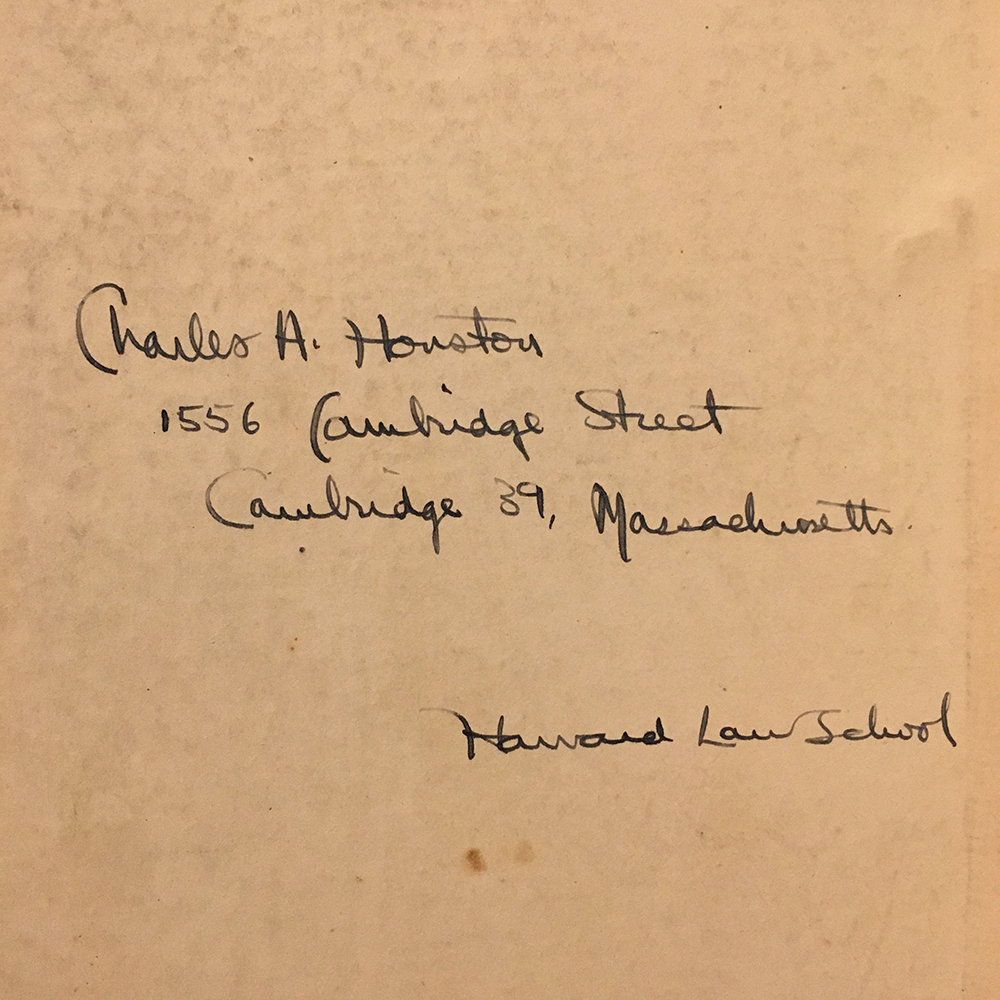 Charles A. Houston
1556 Cambridge Street
Cambridge 39, Massachusetts.
Harvard Law School